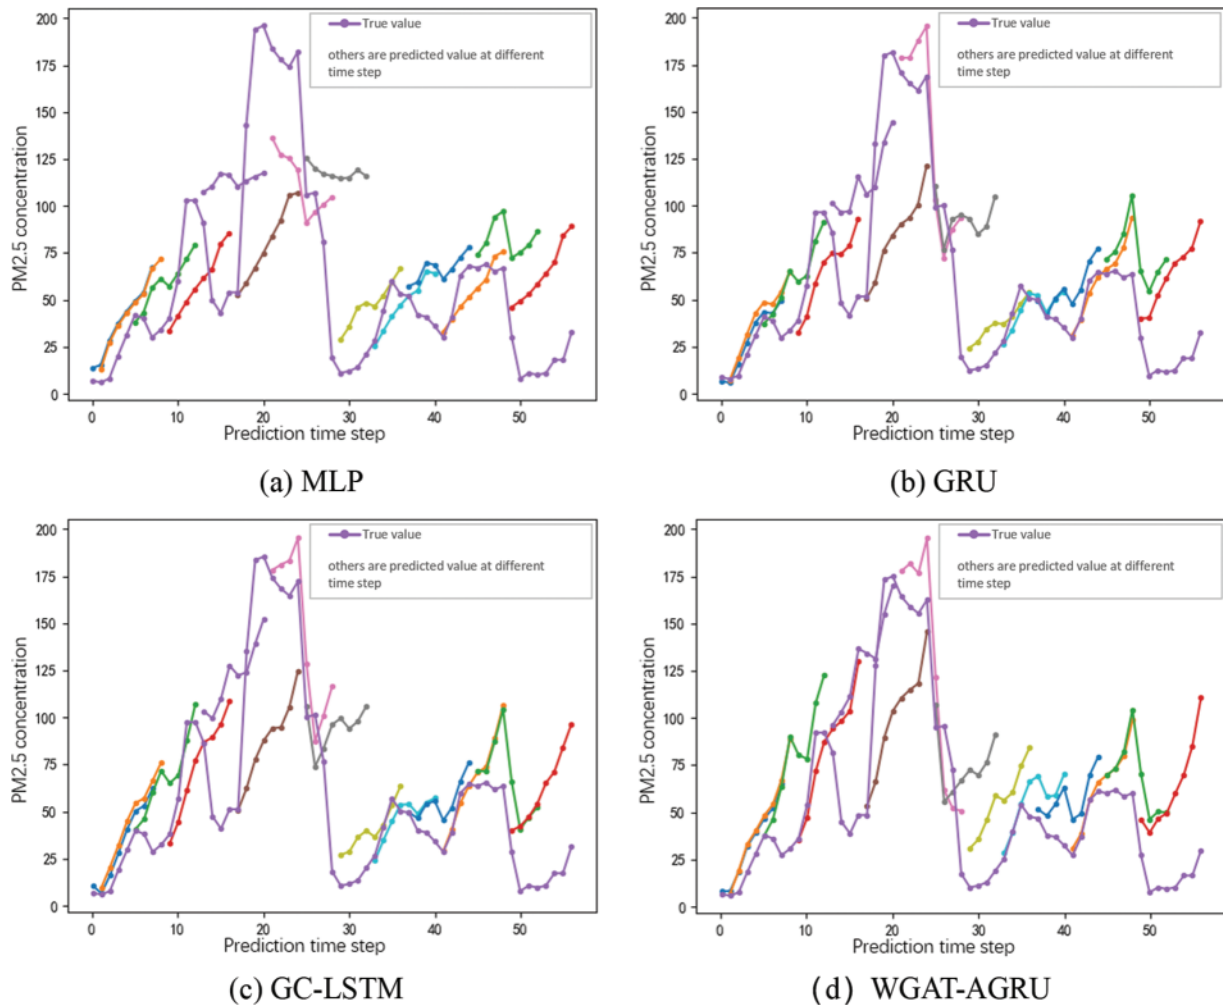 True value
others are predicted value at different
time step
PM2.5 concentration
200
175
150
125
100
75
50
25
0
0 10 20 30 40 50
Prediction time step
(a) MLP
True value
others are predicted value at different
time step
PM2.5 concentration
200
175
150
125
100
75
50
25
0
0 10 20 30 40 50
Prediction time step
(b) GRU
True value
others are predicted value at different
time step
PM2.5 concentration
200
175
150
125
100
75
50
25
0
0 10 20 30 40 50
Prediction time step
(c) GC-LSTM
True value
others are predicted value at different
time step
PM2.5 concentration
200
175
150
125
100
75
50
25
0
0 10 20 30 40 50
Prediction time step
(d) WGAT-AGRU